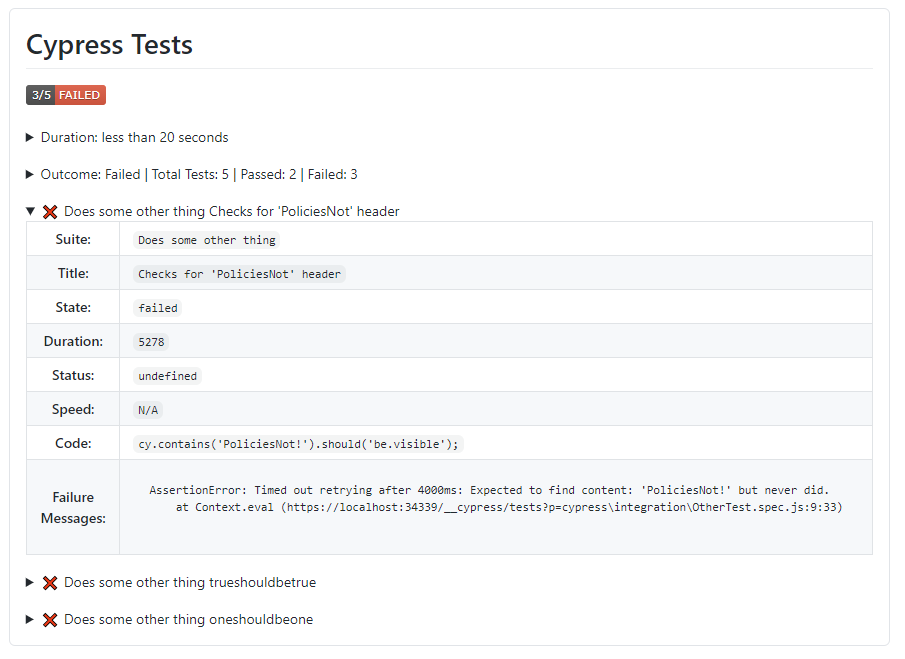 Cypress Tests
3/5 FAILED
Duration: less than 20 seconds
Outcome: Failed | Total Tests: 5 | Passed: 2 | Failed: 3
Does some other thing Checks for 'PoliciesNot' header
Suite: Does some other thing
Title: Checks for 'PoliciesNot' header
State: failed
Duration: 5278
Status: undefined
Speed: N/A
Code: cy.contains('PoliciesNot!').should('be.visible');
Failure Messages:
AssertionError: Timed out retrying after 4000ms: Expected to find content: 'PoliciesNot!' but never did.
at Context.eval (https://localhost:34339/__cypress/tests?p=cypress\integration\OtherTest.spec.js:9:33)
Does some other thing trueshouldbetrue
Does some other thing oneshouldbeone